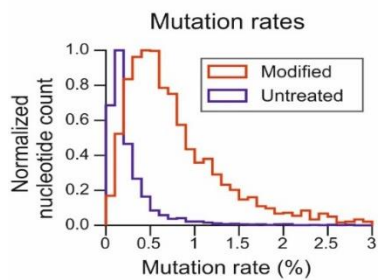 Mutation rates
Normalized
nucleotide count
1.0
0.8
0.6
0.4
0.2
0.0
Modified
Untreated
0 0.5 1 1.5 2 2.5 3
Mutation rate (%)